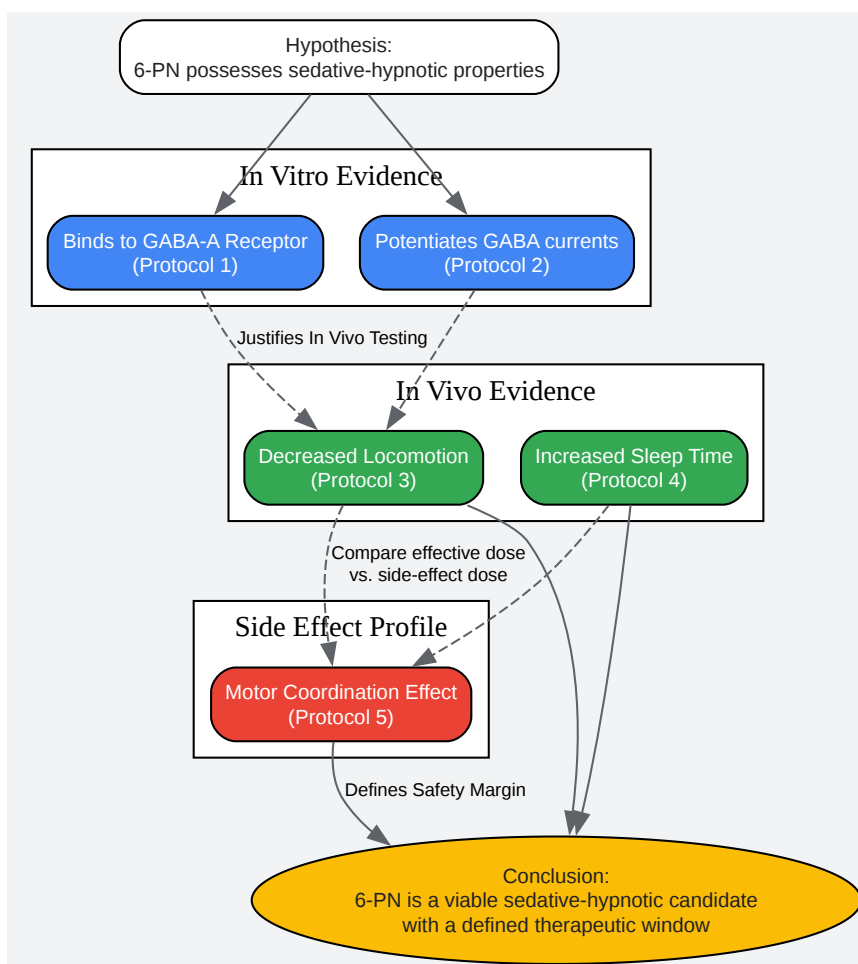 Hypothesis:
6-PN possesses sedative-hypnotic properties
In Vitro Evidence
Binds to GABA-A Receptor
(Protocol 1)
Potentiates GABA currents
(Protocol 2)
Justifies In Vivo Testing
In Vivo Evidence
Decreased Locomotion
(Protocol 3)
Increased Sleep Time
(Protocol 4)
Compare effective dose
vs. side-effect dose
Side Effect Profile
Motor Coordination Effect
(Protocol 5)
Defines Safety Margin
Conclusion:
6-PN is a viable sedative-hypnotic candidate
with a defined therapeutic window